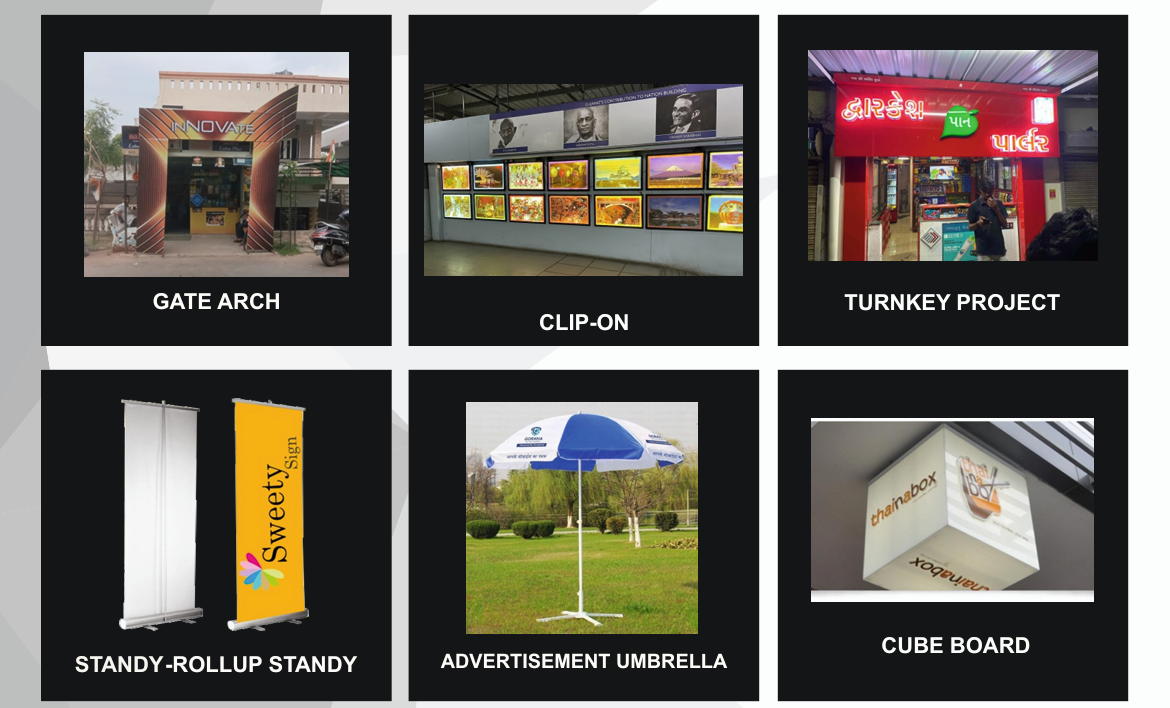 INNOVATE
GATE ARCH
GUJARAT'S CONTRIBUTION TO NATION BUILDING
CLIP-ON
દ્વારકેશ
પાન
પાર્લર
TURNKEY PROJECT
Sweety
Sign
STANDY-ROLLUP STANDY
ADVERTISEMENT UMBRELLA
thainabox
thai
thainabox
CUBE BOARD